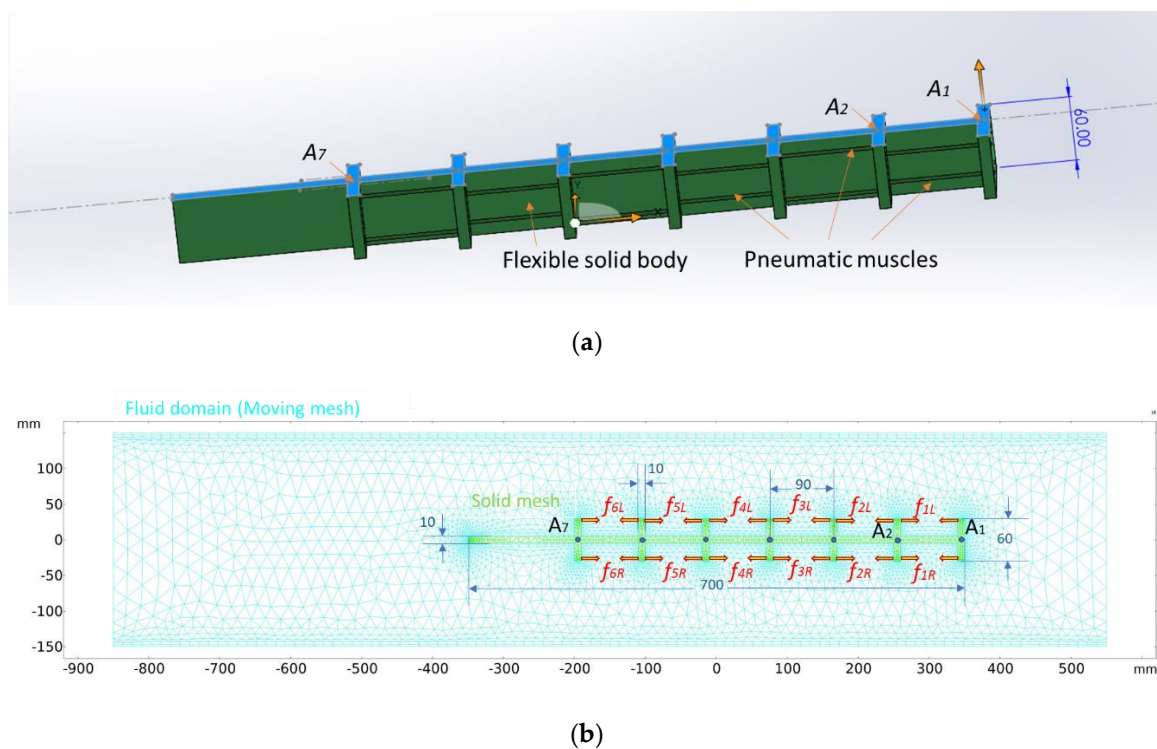 A1
A2
A7
60.00
Y
X
Flexible solid body
Pneumatic muscles
(a)
Fluid domain (Moving mesh)
mm
100
50
0
-50
-100
-150
10
90
Solid mesh
f6L
f5L
f4L
f3L
f2L
f1L
10
A7
A2
A1
60
f6R
f5R
f4R
f3R
f2R
f1R
700
-900
-800
-700
-600
-500
-400
-300
-200
-100
0
100
200
300
400
500
mm
(b)